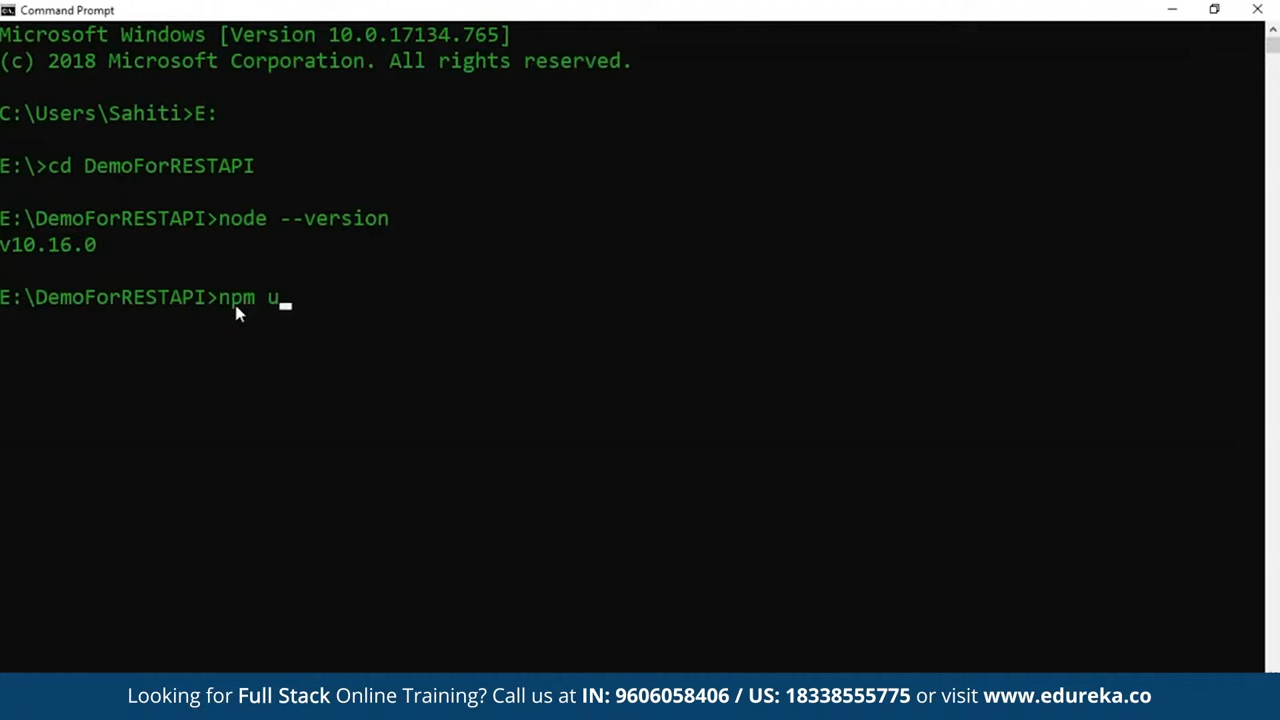 Command Prompt
Microsoft Windows [Version 10.0.17134.765]
(c) 2018 Microsoft Corporation. All rights reserved.
C:\Users\Sahiti>E:
E:\>cd DemoForRESTAPI
E:\DemoForRESTAPI>node --version
v10.16.0
E:\DemoForRESTAPI>npm u
Looking for Full Stack Online Training? Call us at IN: 9606058406 / US: 18338555775 or visit www.edureka.co